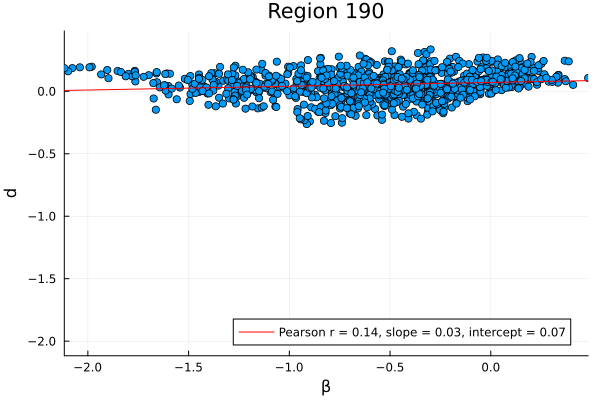 Region 190
d
0.0
−0.5
−1.0
−1.5
−2.0
Pearson r = 0.14, slope = 0.03, intercept = 0.07
−2.0 −1.5 −1.0 −0.5 0.0
β